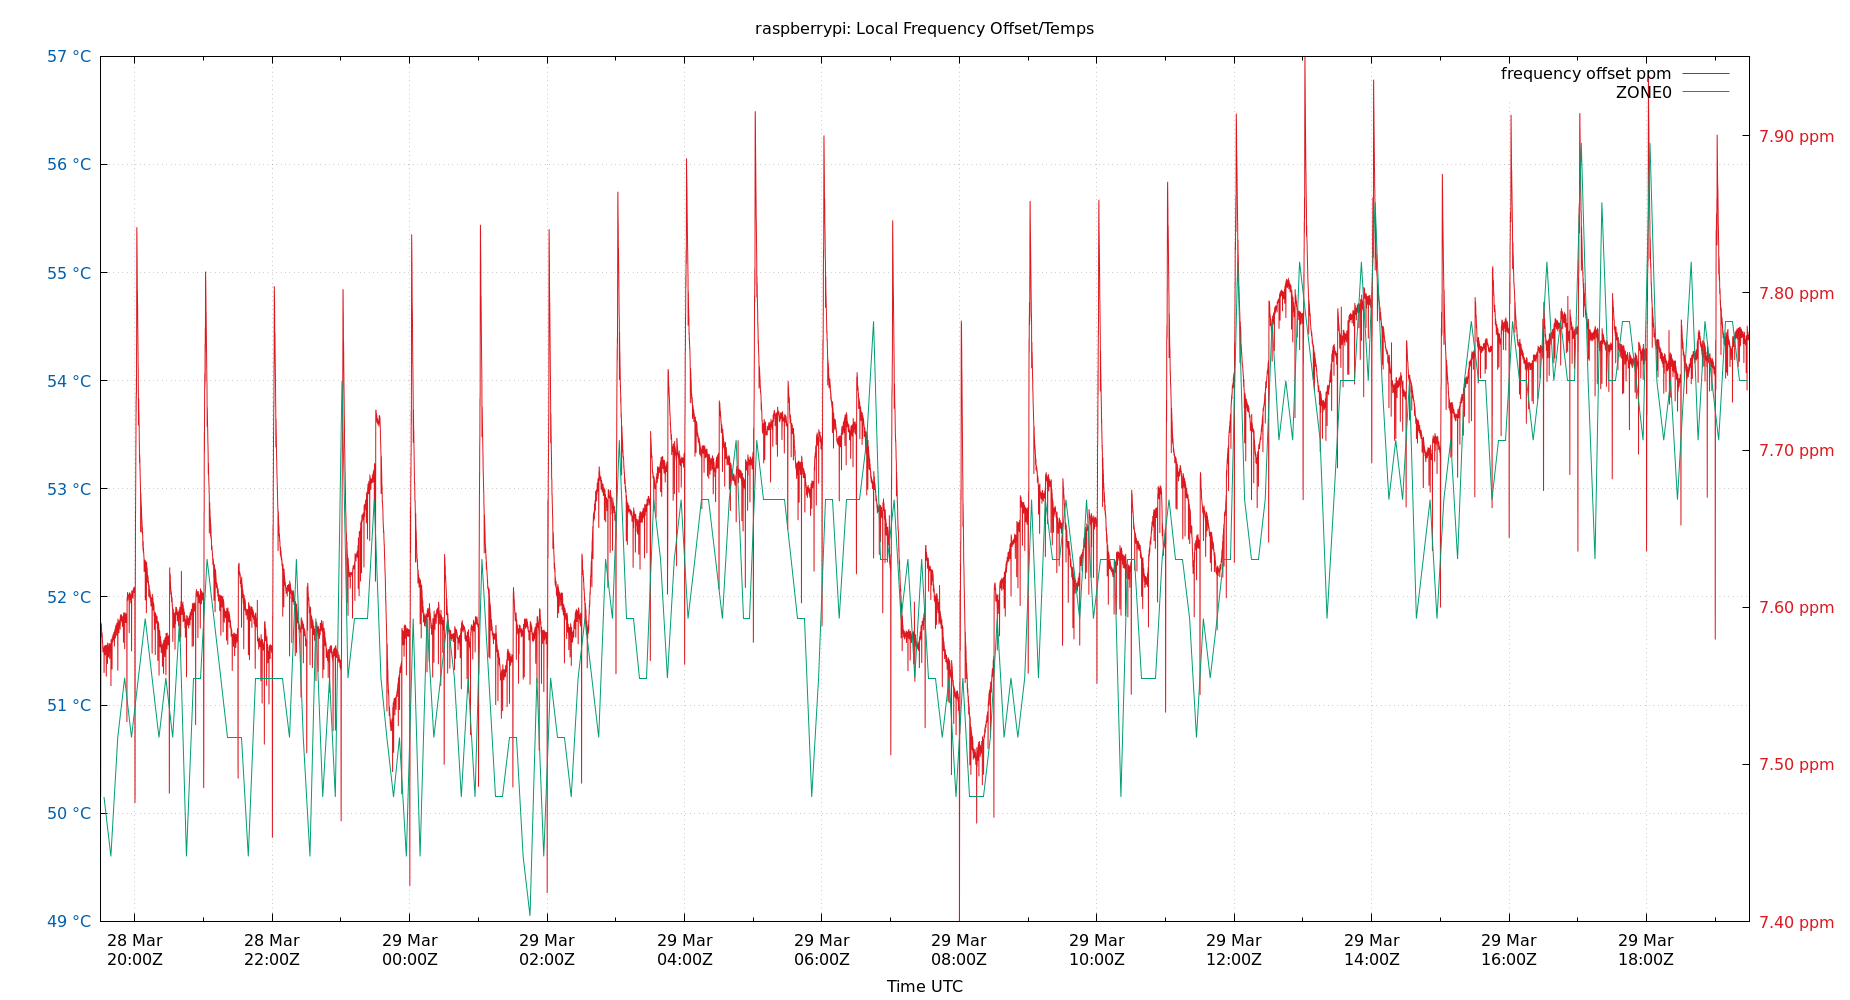 raspberrypi: Local Frequency Offset/Temps
frequency offset ppm
ZONE0
57 °C
56 °C
55 °C
54 °C
53 °C
52 °C
51 °C
50 °C
49 °C
7.90 ppm
7.80 ppm
7.70 ppm
7.60 ppm
7.50 ppm
7.40 ppm
28 Mar 28 Mar 29 Mar 29 Mar 29 Mar 29 Mar 29 Mar 29 Mar 29 Mar 29 Mar 29 Mar 29 Mar
20:00Z 22:00Z 00:00Z 02:00Z 04:00Z 06:00Z 08:00Z 10:00Z 12:00Z 14:00Z 16:00Z 18:00Z
Time UTC